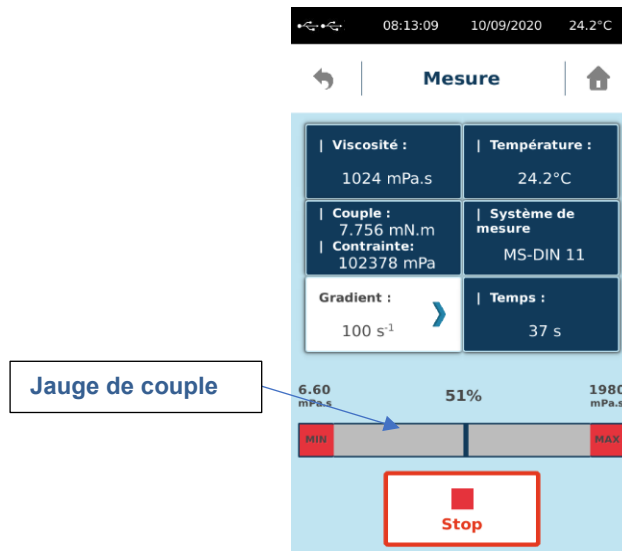 08:13:09 10/09/2020 24.2°C
Mesure
| Viscosité :
1024 mPa.s
| Température :
24.2°C
| Couple :
7.756 mN.m
| Contrainte:
102378 mPa
| Système de
mesure
MS-DIN 11
Gradient :
100 s⁻¹
| Temps :
37 s
Jauge de couple
6.60
mPa.s
51%
1980
mPa.s
MIN
MAX
Stop